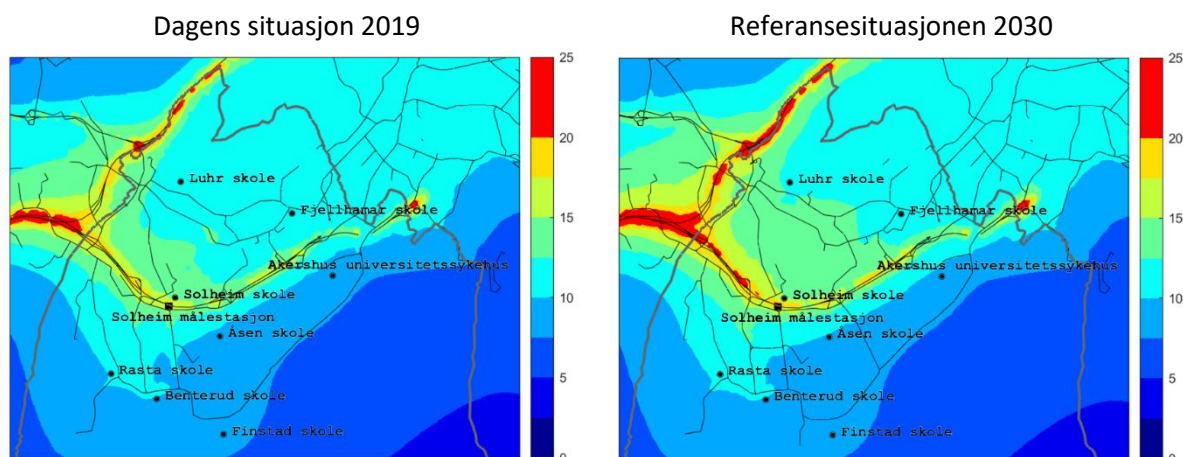 Dagens situasjon 2019
25
20
15
10
5
0
Luhr skole
Fjellhamar skole
Akershus universitetssykehus
Solheim skole
Solheim målestasjon
Åsen skole
Rasta skole
Benterud skole
Finstad skole
Referansesituasjonen 2030
25
20
15
10
5
0
Luhr skole
Fjellhamar skole
Akershus universitetssykehus
Solheim skole
Solheim målestasjon
Åsen skole
Rasta skole
Benterud skole
Finstad skole